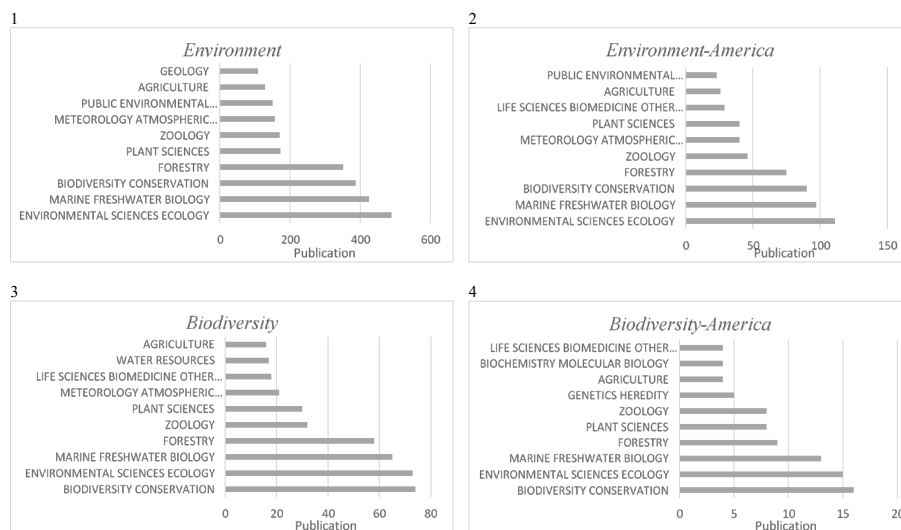 1
Environment
GEOLOGY
AGRICULTURE
PUBLIC ENVIRONMENTAL...
METEOROLOGY ATMOSPHERIC...
ZOOLOGY
PLANT SCIENCES
FORESTRY
BIODIVERSITY CONSERVATION
MARINE FRESHWATER BIOLOGY
ENVIRONMENTAL SCIENCES ECOLOGY
0 200 400 600
Publication
2
Environment-America
PUBLIC ENVIRONMENTAL...
AGRICULTURE
LIFE SCIENCES BIOMEDICINE OTHER...
PLANT SCIENCES
METEOROLOGY ATMOSPHERIC...
ZOOLOGY
FORESTRY
BIODIVERSITY CONSERVATION
MARINE FRESHWATER BIOLOGY
ENVIRONMENTAL SCIENCES ECOLOGY
0 50 100 150
Publication
3
Biodiversity
AGRICULTURE
WATER RESOURCES
LIFE SCIENCES BIOMEDICINE OTHER...
METEOROLOGY ATMOSPHERIC...
PLANT SCIENCES
ZOOLOGY
FORESTRY
MARINE FRESHWATER BIOLOGY
ENVIRONMENTAL SCIENCES ECOLOGY
BIODIVERSITY CONSERVATION
0 20 40 60 80
Publication
4
Biodiversity-America
LIFE SCIENCES BIOMEDICINE OTHER...
BIOCHEMISTRY MOLECULAR BIOLOGY
AGRICULTURE
GENETICS HEREDITY
ZOOLOGY
PLANT SCIENCES
FORESTRY
MARINE FRESHWATER BIOLOGY
ENVIRONMENTAL SCIENCES ECOLOGY
BIODIVERSITY CONSERVATION
0 5 10 15 20
Publication